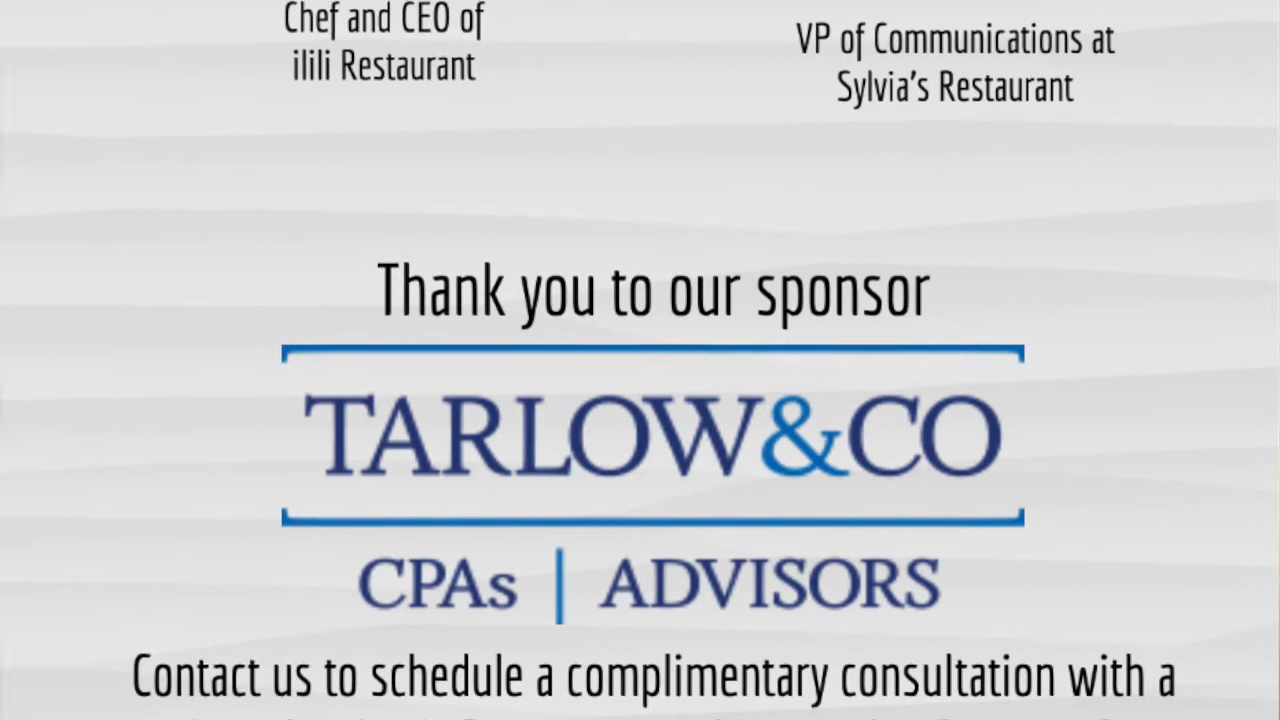 Chef and CEO of
ilili Restaurant
VP of Communications at
Sylvia's Restaurant
Thank you to our sponsor
TARLOW&CO
CPAs | ADVISORS
Contact us to schedule a complimentary consultation with a